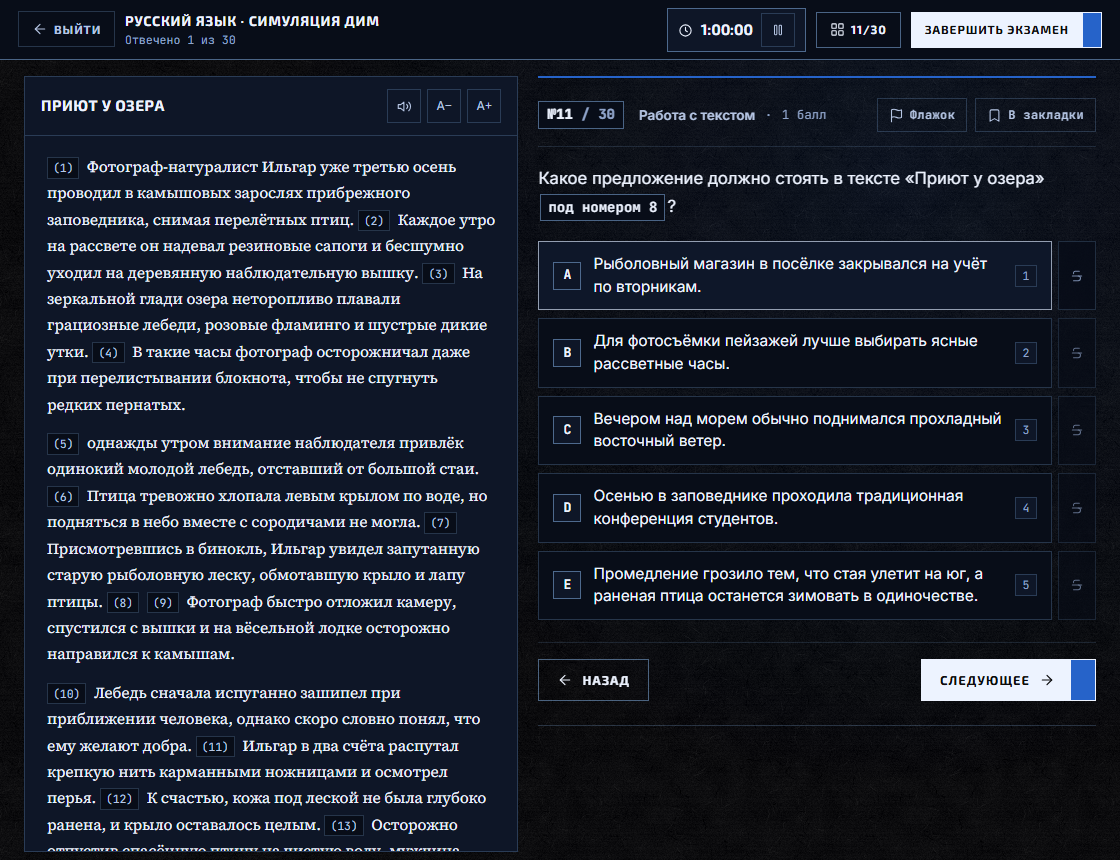 ВЫЙТИ
РУССКИЙ ЯЗЫК · СИМУЛЯЦИЯ ДИМ
Отвечено 1 из 30
1:00:00
11/30
ЗАВЕРШИТЬ ЭКЗАМЕН
ПРИЮТ У ОЗЕРА
A−
A+
(1) Фотограф-натуралист Ильгар уже третью осень
проводил в камышовых зарослях прибрежного
заповедника, снимая перелётных птиц. (2) Каждое утро
на рассвете он надевал резиновые сапоги и бесшумно
уходил на деревянную наблюдательную вышку. (3) На
зеркальной глади озера неторопливо плавали
грациозные лебеди, розовые фламинго и шустрые дикие
утки. (4) В такие часы фотограф осторожничал даже
при перелистывании блокнота, чтобы не спугнуть
редких пернатых.
(5) однажды утром внимание наблюдателя привлёк
одинокий молодой лебедь, отставший от большой стаи.
(6) Птица тревожно хлопала левым крылом по воде, но
подняться в небо вместе с сородичами не могла. (7)
Присмотревшись в бинокль, Ильгар увидел запутанную
старую рыболовную леску, обмотавшую крыло и лапу
птицы. (8) (9) Фотограф быстро отложил камеру,
спустился с вышки и на вёсельной лодке осторожно
направился к камышам.
(10) Лебедь сначала испуганно зашипел при
приближении человека, однако скоро словно понял, что
ему желают добра. (11) Ильгар в два счёта распутал
крепкую нить карманными ножницами и осмотрел
перья. (12) К счастью, кожа под леской не была глубоко
ранена, и крыло оставалось целым. (13) Осторожно
отпустив спасённую птицу на чистую воду, мужчина
№11 / 30
Работа с текстом · 1 балл
Флажок
В закладки
Какое предложение должно стоять в тексте «Приют у озера»
под номером 8 ?
A
Рыболовный магазин в посёлке закрывался на учёт
по вторникам.
1
B
Для фотосъёмки пейзажей лучше выбирать ясные
рассветные часы.
2
C
Вечером над морем обычно поднимался прохладный
восточный ветер.
3
D
Осенью в заповеднике проходила традиционная
конференция студентов.
4
E
Промедление грозило тем, что стая улетит на юг, а
раненая птица останется зимовать в одиночестве.
5
НАЗАД
СЛЕДУЮЩЕЕ